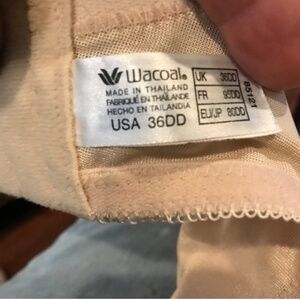 Wacoal®
MADE IN THAILAND
FABRIQUÉ EN THAÏLANDE
HECHO EN TAILANDIA
USA 36DD
UK 36DD
FR 95DD
EU/JP 80DD
85121